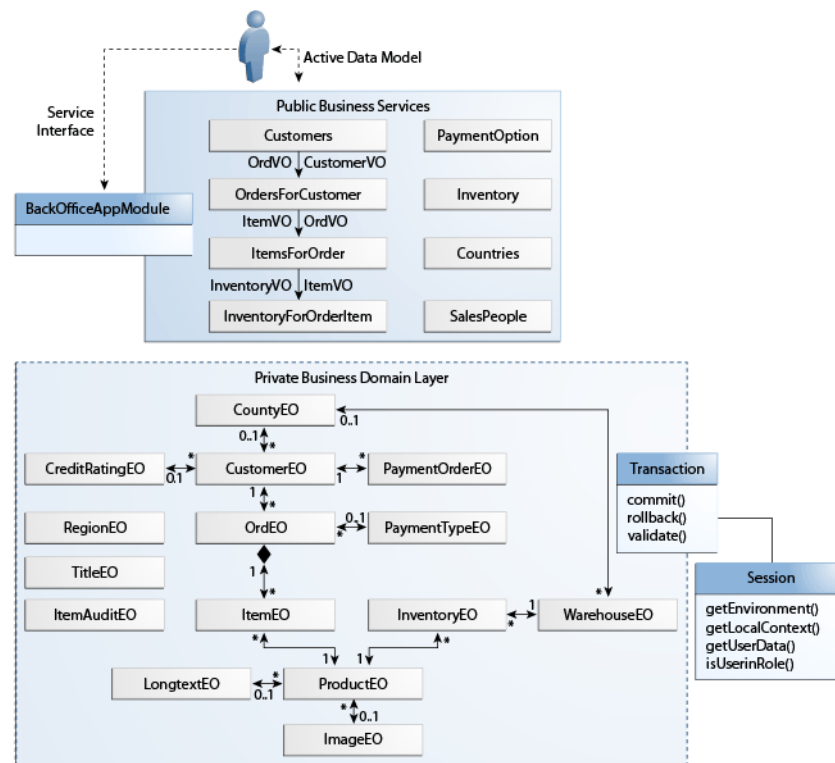 Active Data Model
Service
Interface
Public Business Services
Customers
PaymentOption
OrdVO CustomerVO
BackOfficeAppModule
OrdersForCustomer
Inventory
ItemVO OrdVO
ItemsForOrder
Countries
InventoryVO ItemVO
InventoryForOrderItem
SalesPeople
Private Business Domain Layer
CountyEO
0..1
0..1
*
CreditRatingEO
*
0.1
CustomerEO
*
1
PaymentOrderEO
1
*
RegionEO
OrdEO
0..1
*
PaymentTypeEO
TitleEO
1
*
*
ItemAuditEO
ItemEO
InventoryEO
1
*
WarehouseEO
*
*
1
1
LongtextEO
*
0..1
ProductEO
*
0..1
ImageEO
Transaction
commit()
rollback()
validate()
Session
getEnvironment()
getLocalContext()
getUserData()
isUserinRole()